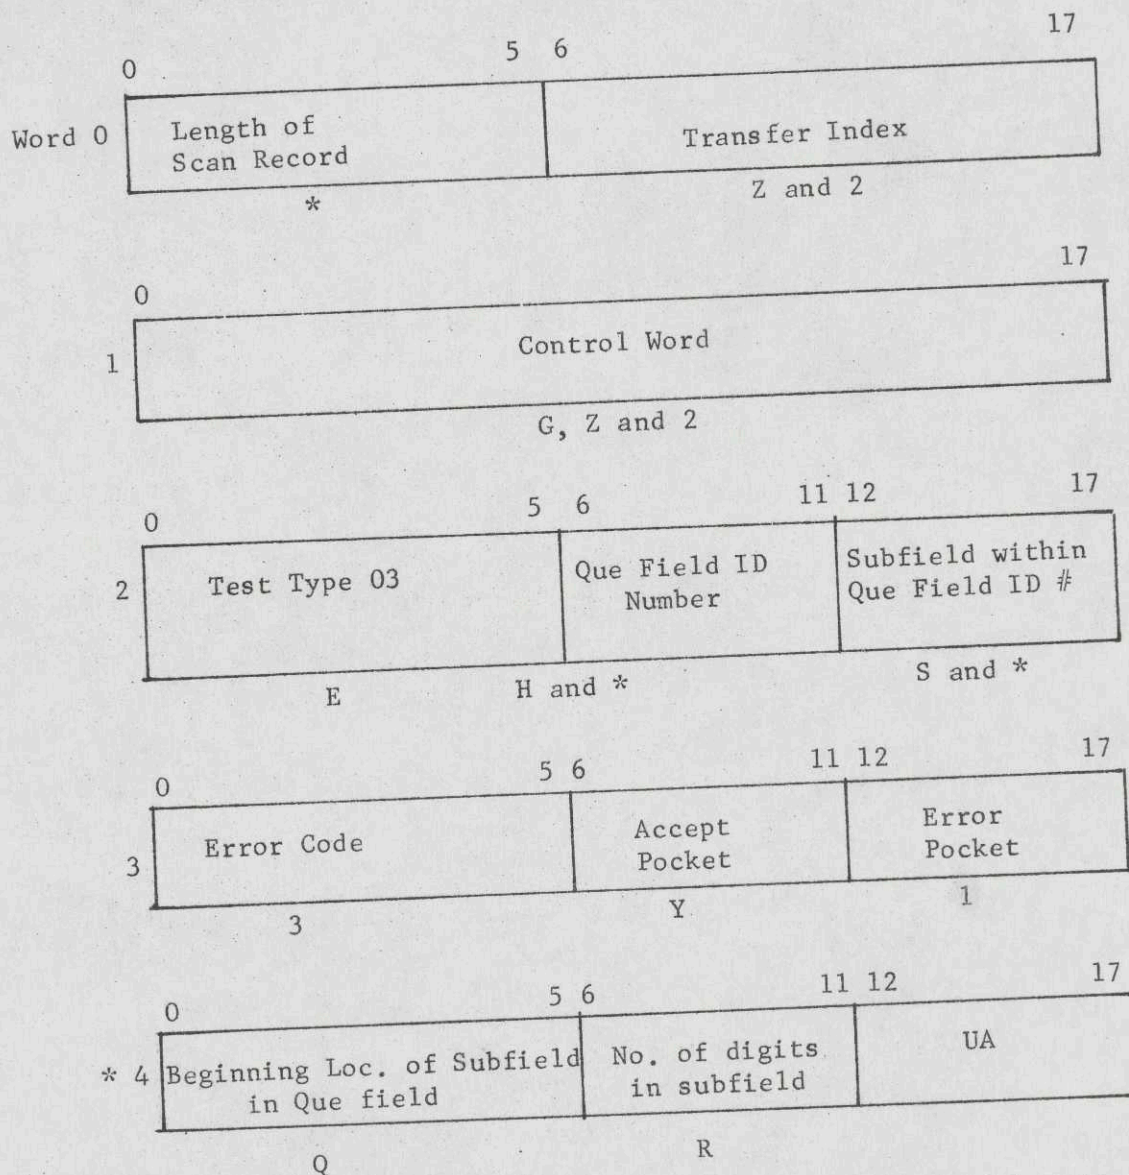 0 5 6 17
Word 0 Length of Transfer Index
Scan Record
* Z and 2
0 17
1 Control Word
G, Z and 2
0 5 6 11 12 17
2 Test Type 03 Que Field ID Subfield within
Number Que Field ID #
E H and * S and *
0 5 6 11 12 17
3 Error Code Accept Error
Pocket Pocket
3 Y 1
0 5 6 11 12 17
* 4 Beginning Loc. of Subfield No. of digits UA
in Que field in subfield
Q R